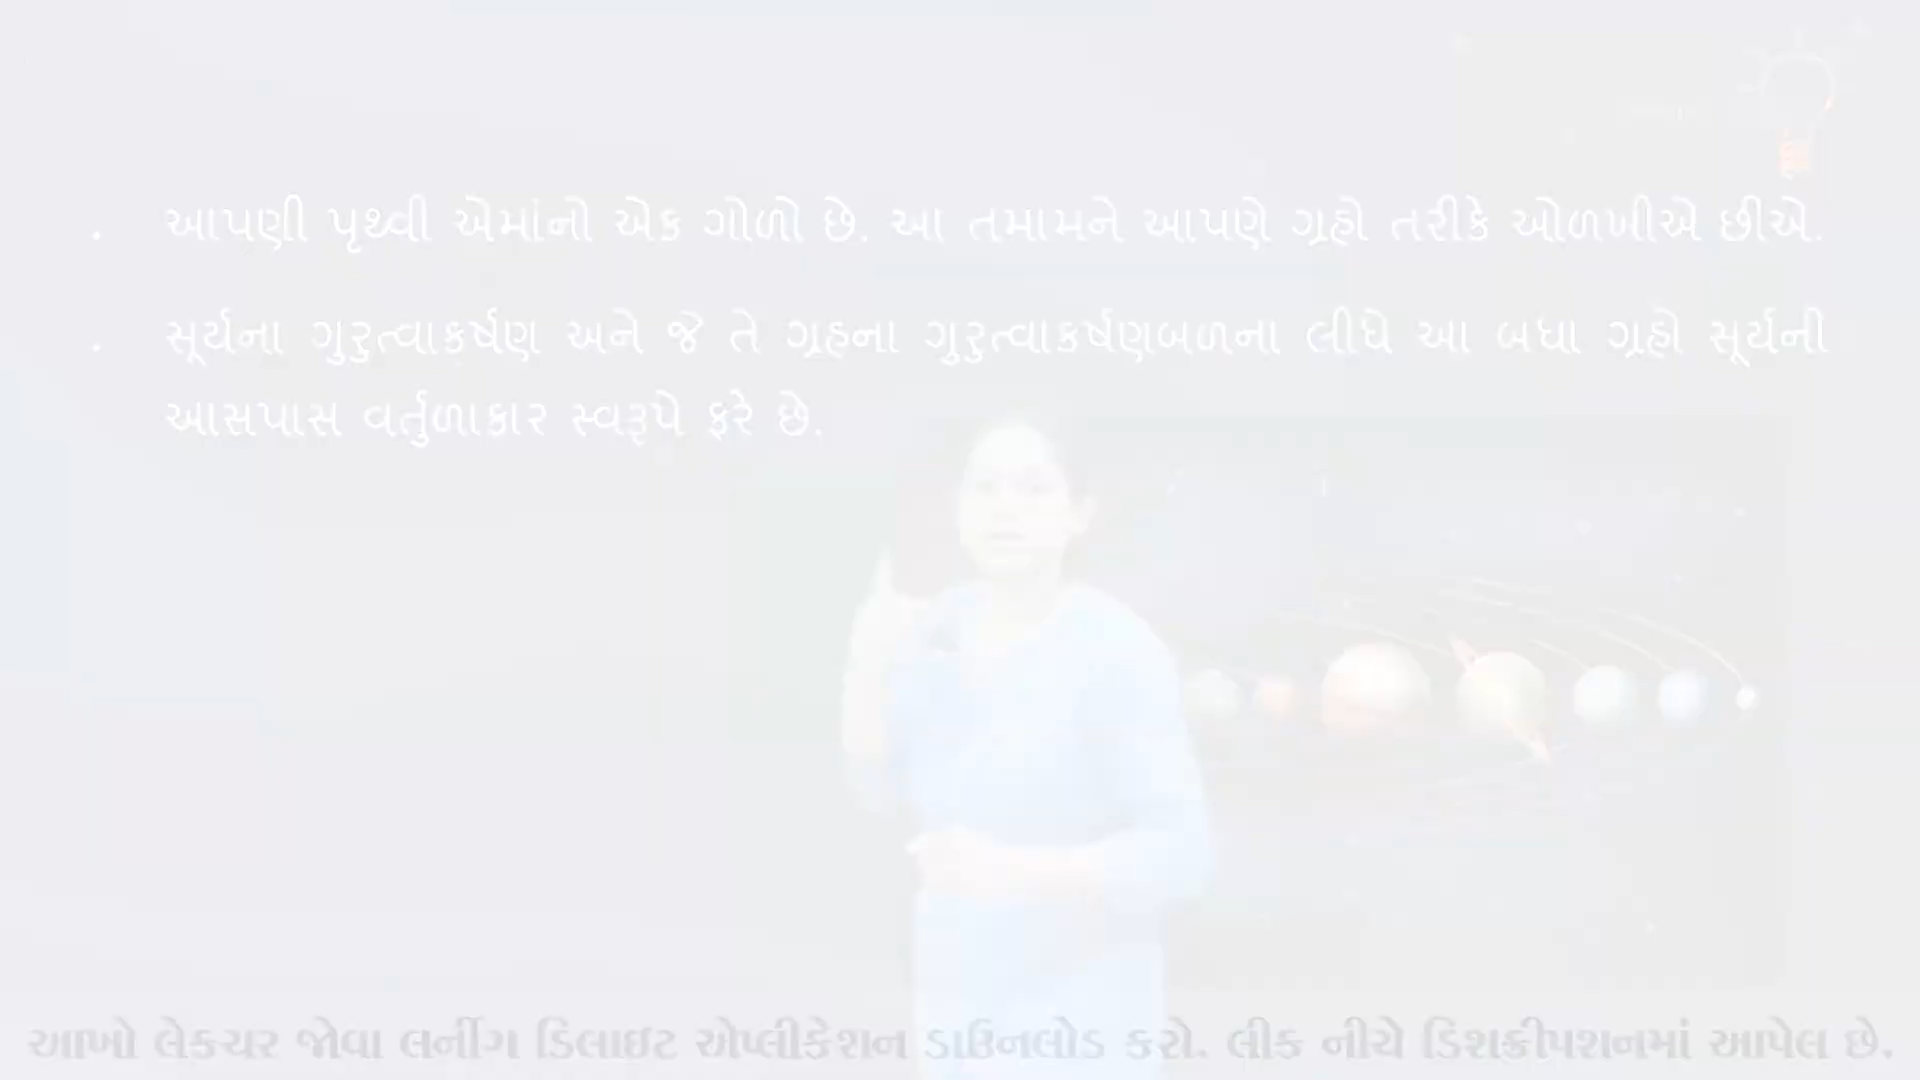 • આપણી પૃથ્વી એમાંનો એક ગોળો છે. આ તમામને આપણે ગ્રહો તરીકે ઓળખીએ છીએ.
• સૂર્યના ગુરુત્વાકર્ષણ અને જે તે ગ્રહના ગુરુત્વાકર્ષણબળના લીધે આ બધા ગ્રહો સૂર્યની
આસપાસ વર્તુળાકાર સ્વરૂપે ફરે છે.
આખો લેકચર જોવા લર્નીગ ડિલાઇટ એપ્લીકેશન ડાઉનલોડ કરો. લીક નીચે ડિશક્રીપશનમાં આપેલ છે.